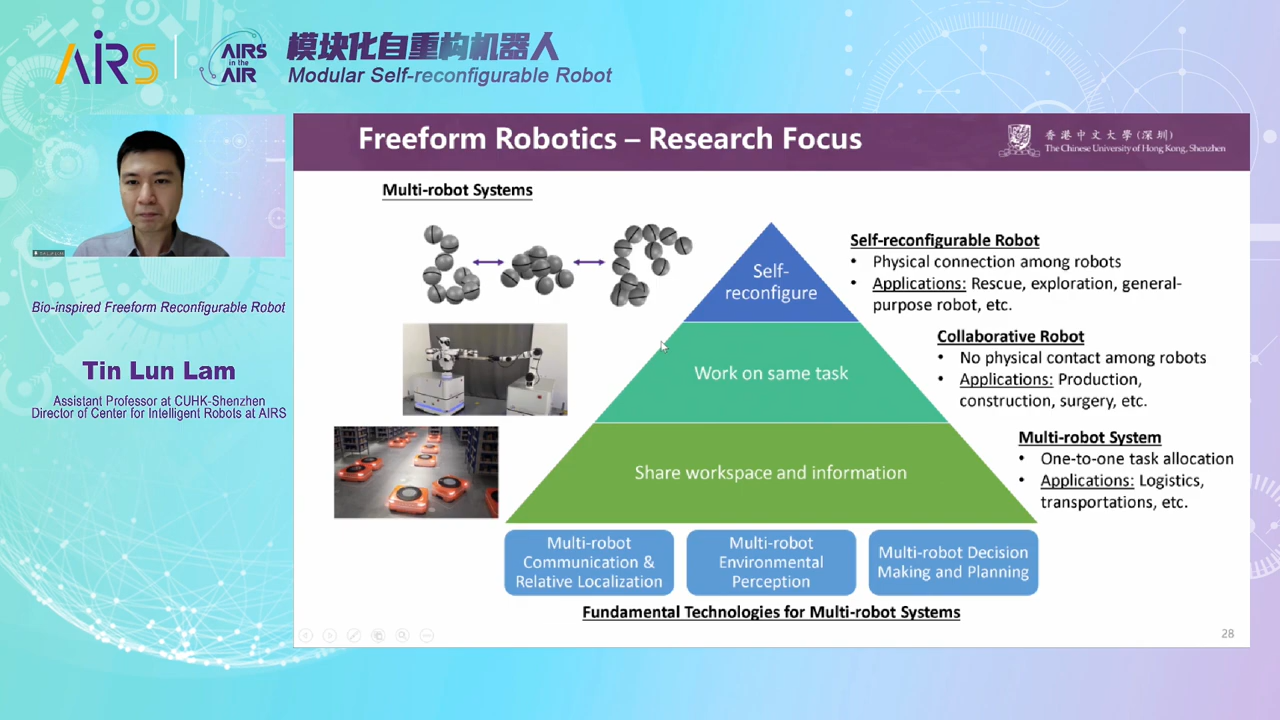 AIRS
AIRS
in the
AIR
模块化自重构机器人
Modular Self-reconfigurable Robot
Freeform Robotics – Research Focus
香港中文大學(深圳)
The Chinese University of Hong Kong, Shenzhen
Bio-inspired Freeform Reconfigurable Robot
Tin Lun Lam
Assistant Professor at CUHK-Shenzhen
Director of Center for Intelligent Robots at AIRS
Multi-robot Systems
Self-
reconfigure
Work on same task
Share workspace and information
Self-reconfigurable Robot
• Physical connection among robots
• Applications: Rescue, exploration, general-
purpose robot, etc.
Collaborative Robot
• No physical contact among robots
• Applications: Production,
construction, surgery, etc.
Multi-robot System
• One-to-one task allocation
• Applications: Logistics,
transportations, etc.
Multi-robot
Communication &
Relative Localization
Multi-robot
Environmental
Perception
Multi-robot Decision
Making and Planning
Fundamental Technologies for Multi-robot Systems
28